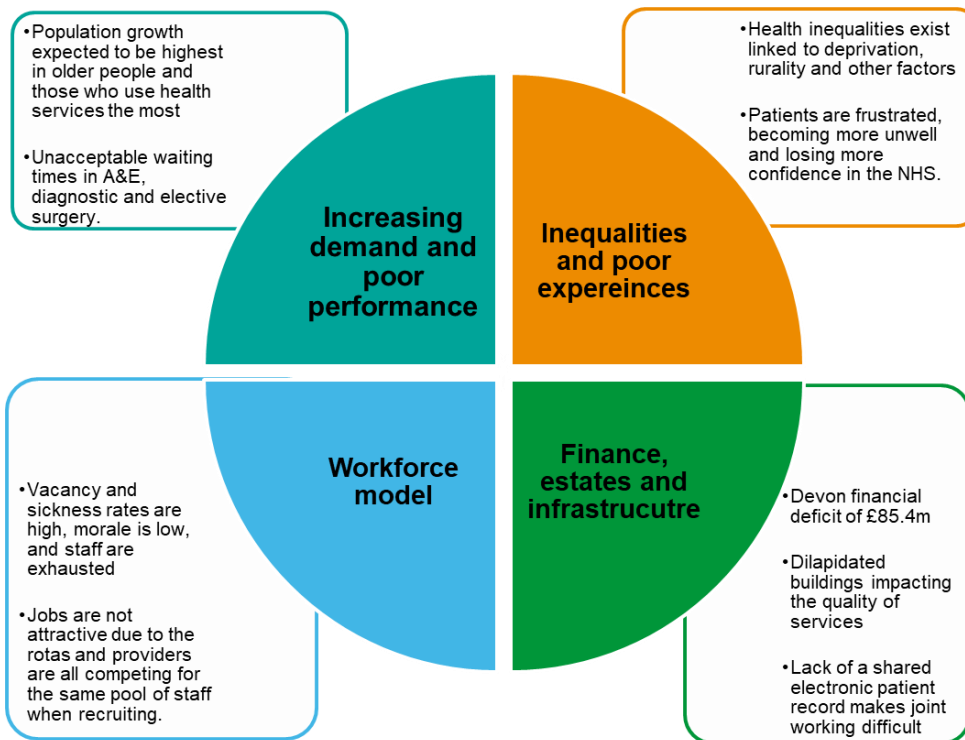 •Population growth
expected to be highest
in older people and
those who use health
services the most
•Unacceptable waiting
times in A&E,
diagnostic and elective
surgery.
•Health inequalities exist
linked to deprivation,
rurality and other factors
•Patients are frustrated,
becoming more unwell
and losing more
confidence in the NHS.
Increasing
demand and
poor
performance
Inequalities
and poor
expereinces
Workforce
model
Finance,
estates and
infrastrucutre
•Vacancy and
sickness rates are
high, morale is low,
and staff are
exhausted
•Jobs are not
attractive due to the
rotas and providers
are all competing for
the same pool of staff
when recruiting.
•Devon financial
deficit of £85.4m
•Dilapidated
buildings impacting
the quality of
services
•Lack of a shared
electronic patient
record makes joint
working difficult